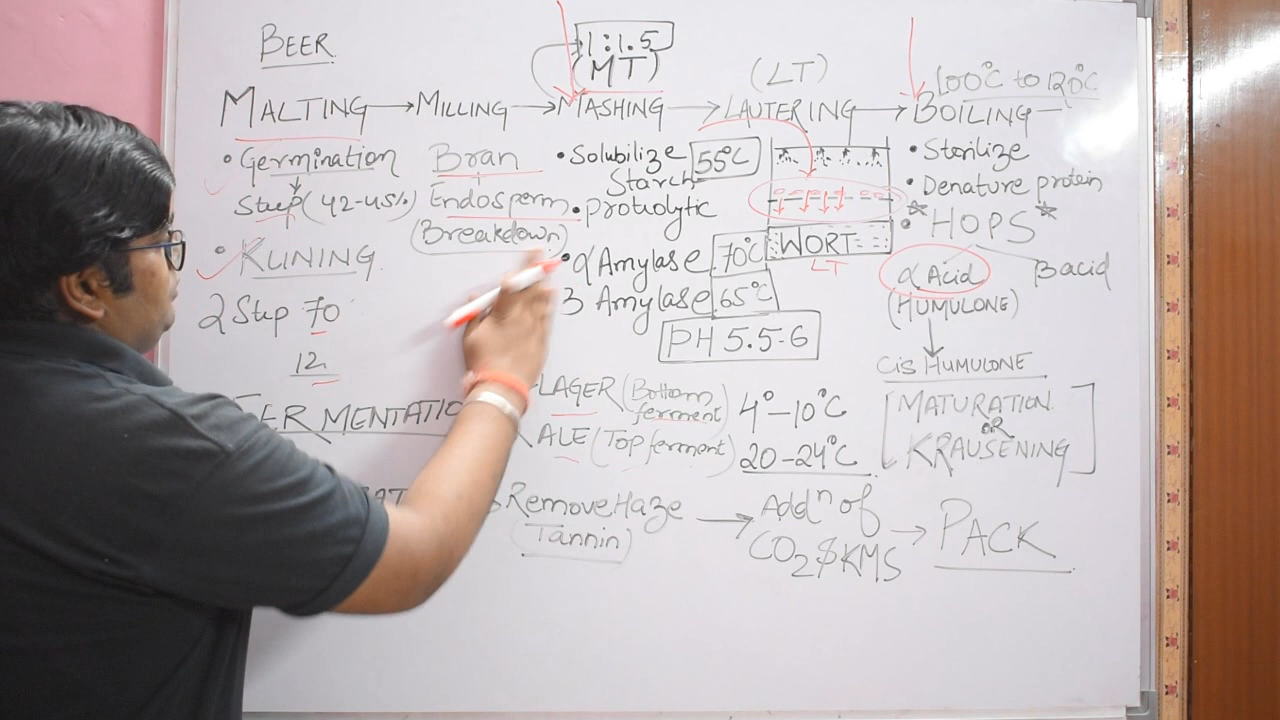 BEER
1:1.5
(MT)
(LT)
100°C to 120°C
MALTING → MILLING → MASHING → LAUTERING → BOILING
• Germination
Steep (42-45%)
• KLINING
2 Step 70
12
Bran
Endosperm
(Breakdown)
• Solubilize
Starch
55°C
• proteolytic
• α Amylase 70°C
β Amylase 65°C
PH 5.5-6
WORT
LT
• Sterilize
• Denature protein
• HOPS
α Acid
β acid
(HUMULONE)
Cis HUMULONE
LAGER (Bottom
ferment)
4°-10°C
ALE (Top ferment)
20-24°C
[MATURATION
OR
KRAUSENING]
Remove Haze
(Tannin)
→ Addⁿ of
CO₂ & KMS
→ PACK